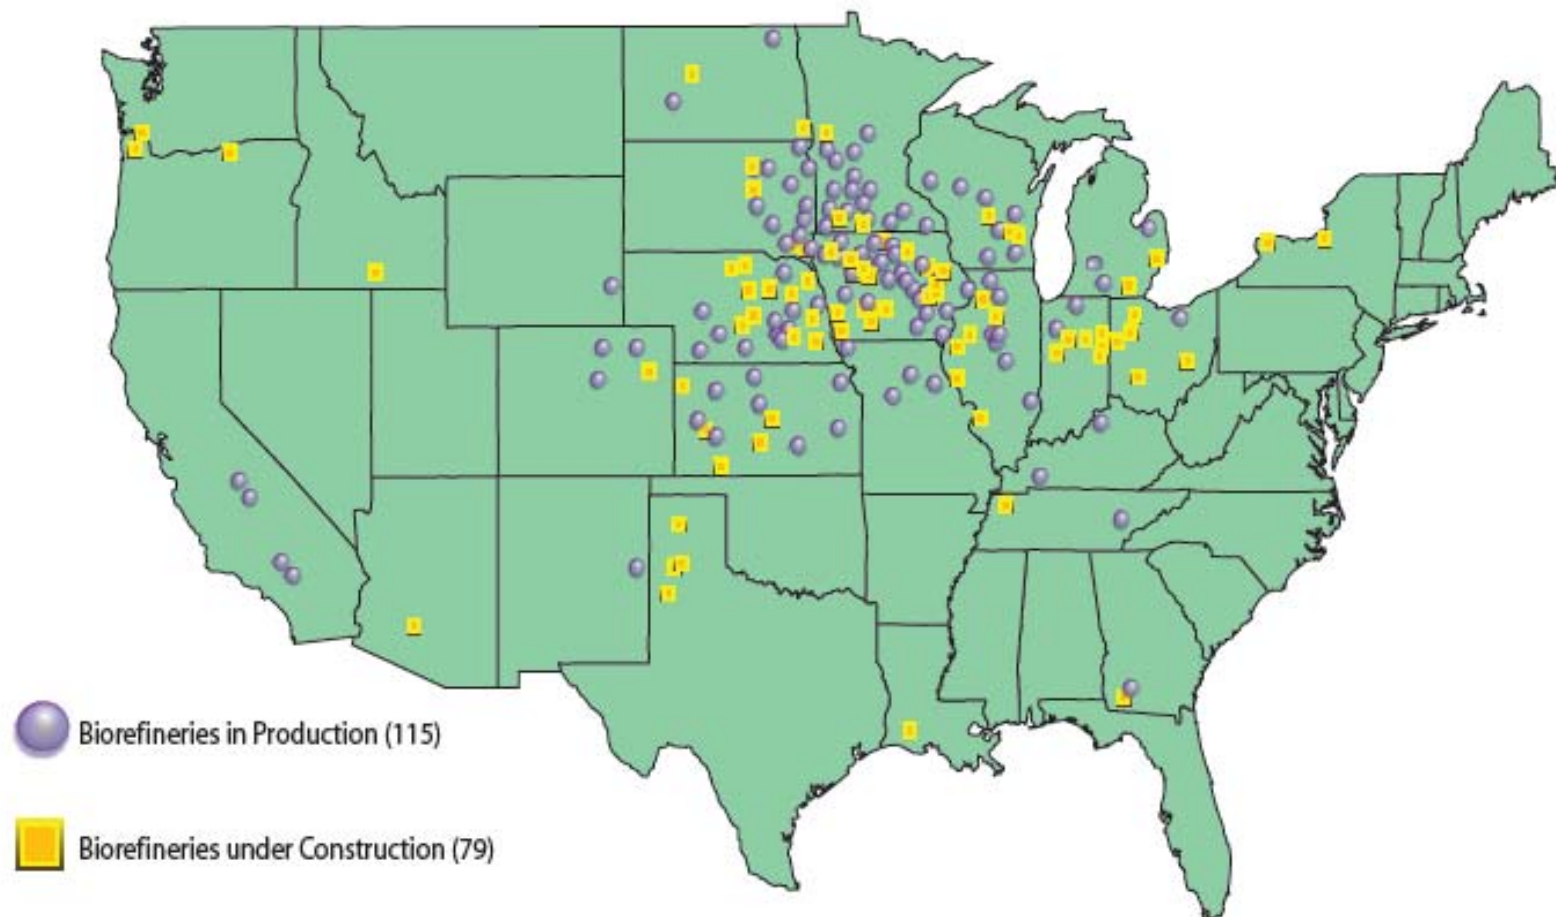 Biorefineries in Production (115)
Biorefineries under Construction (79)